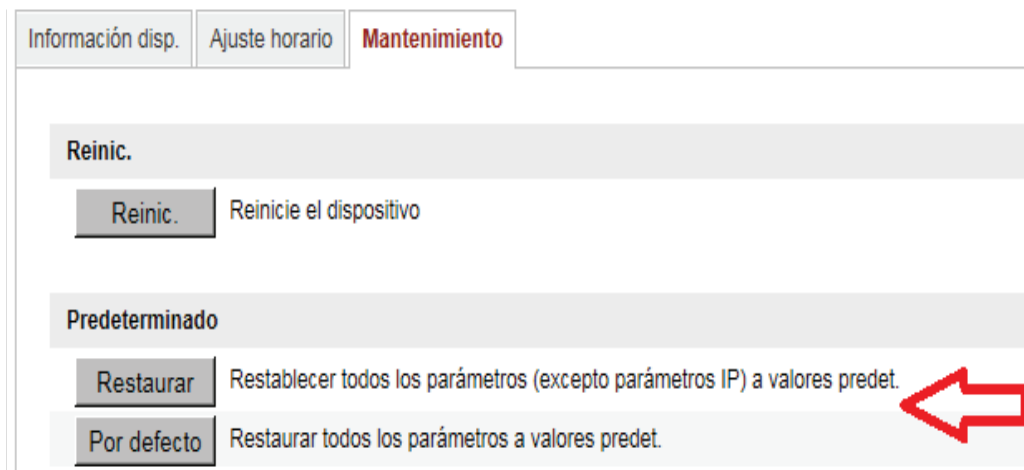 Información disp. Ajuste horario Mantenimiento
Reinic.
Reinic. Reinicie el dispositivo
Predeterminado
Restaurar Restablecer todos los parámetros (excepto parámetros IP) a valores predet.
Por defecto Restaurar todos los parámetros a valores predet.